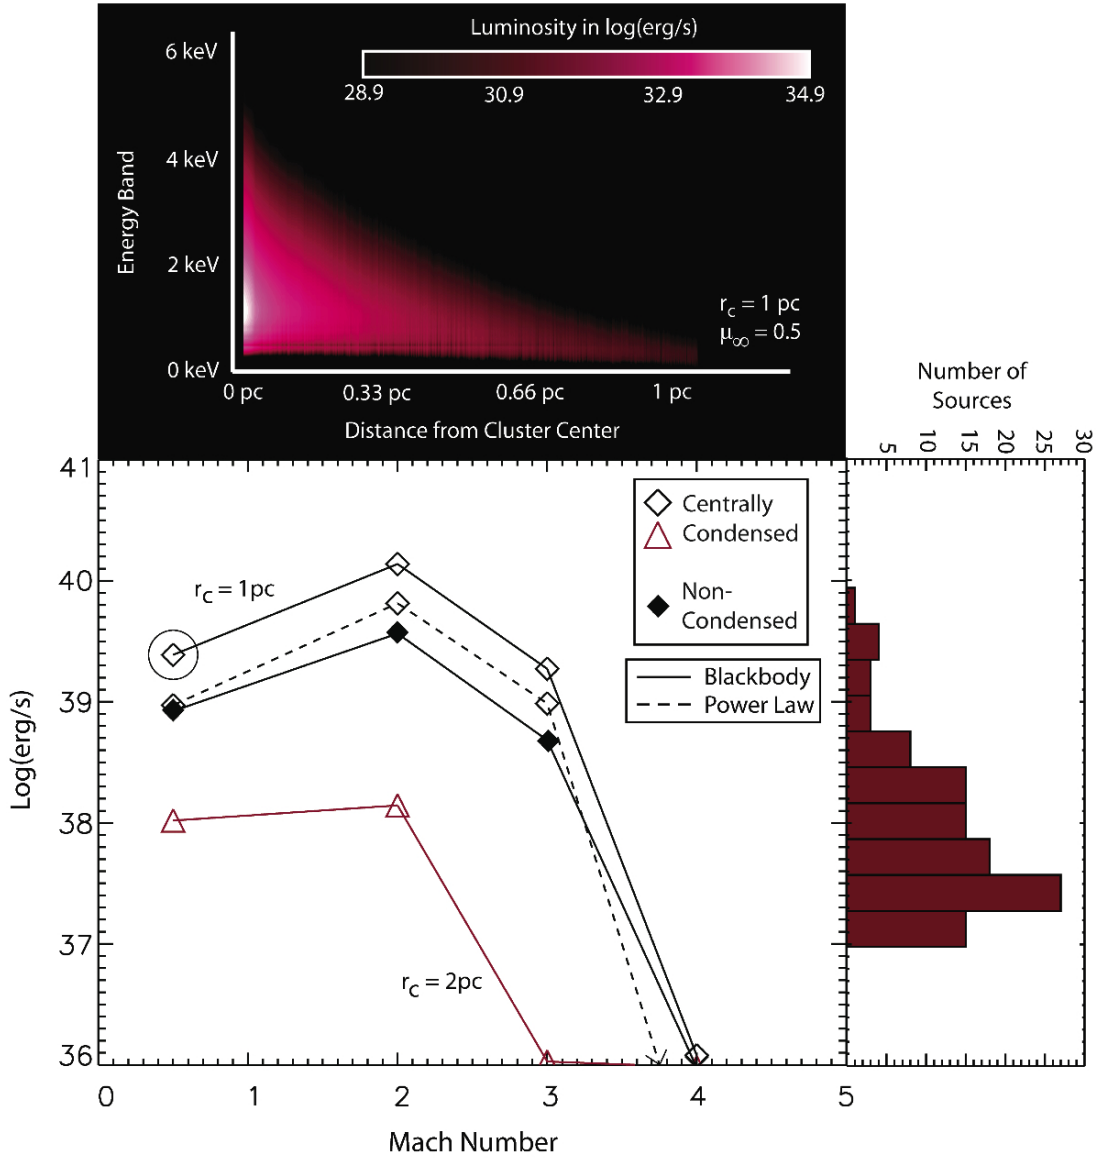 Luminosity in log(erg/s)
28.9 30.9 32.9 34.9
6 keV
4 keV
2 keV
0 keV
Energy Band
r_c = 1 pc
μ_∞ = 0.5
0 pc 0.33 pc 0.66 pc 1 pc
Distance from Cluster Center
Number of
Sources
5 10 15 20 25 30
41
40
39
38
37
36
Log(erg/s)
r_c = 1pc
r_c = 2pc
Centrally
Condensed
Non-
Condensed
Blackbody
Power Law
0 1 2 3 4 5
Mach Number